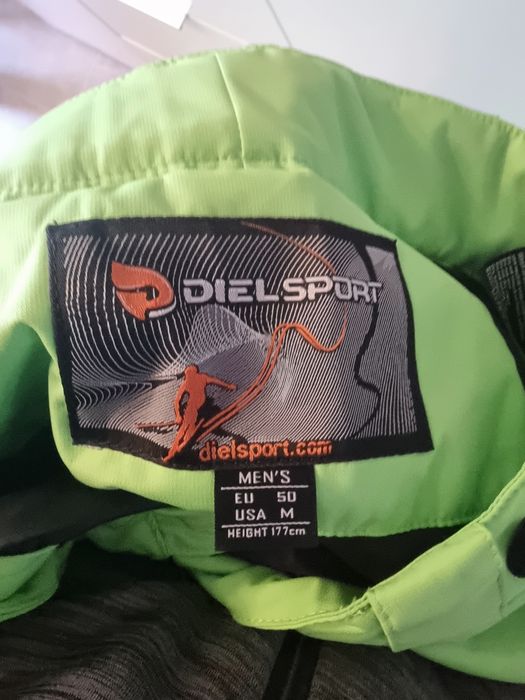 DIELSPORT
dielsport.com
MEN'S
EU 50
USA M
HEIGHT 177cm